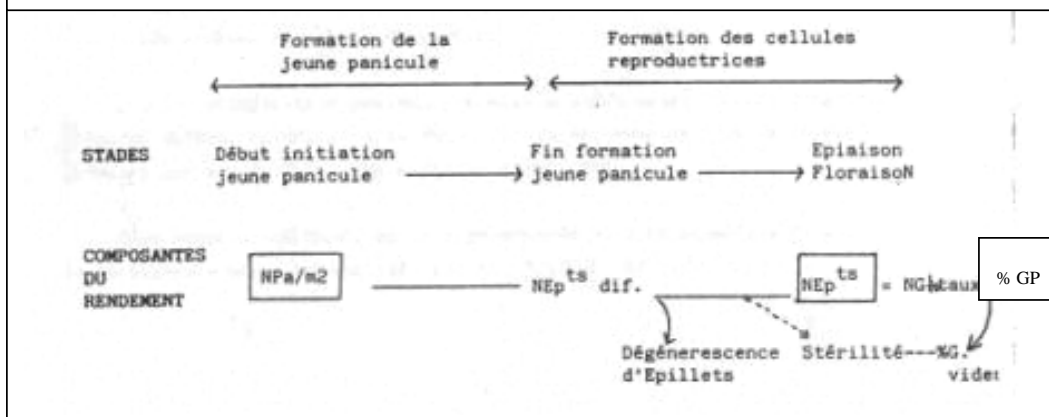 Formation de la
jeune panicule
Formation des cellules
reproductrices
STADES
Début initiation
jeune panicule
Fin formation
jeune panicule
Epiaison
FloraisoN
COMPOSANTES
DU
RENDEMENT
NPa/m2
NEp^ts dif.
NEp^ts
= 
% GP
Dégénerescence
d'Epillets
Stérilité---%G.
vides